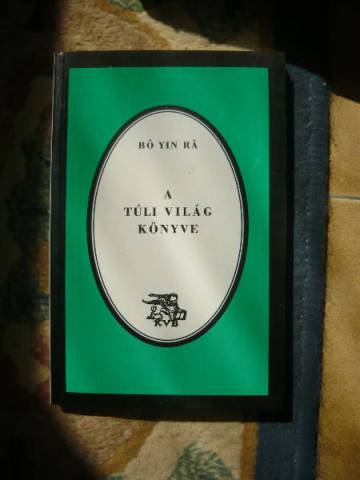 BÔ YIN RÂ
A
TÚLI VILÁG
KÖNYVE
KVB